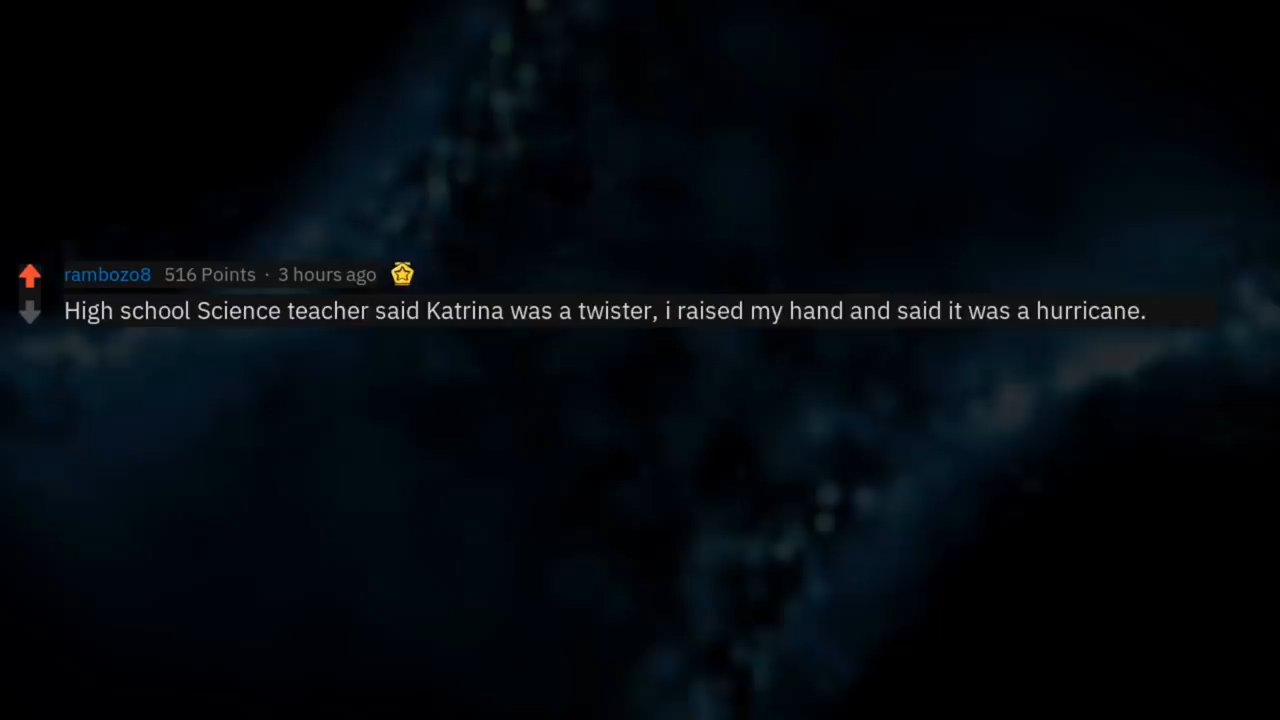 rambozo8 516 Points · 3 hours ago
High school Science teacher said Katrina was a twister, i raised my hand and said it was a hurricane.